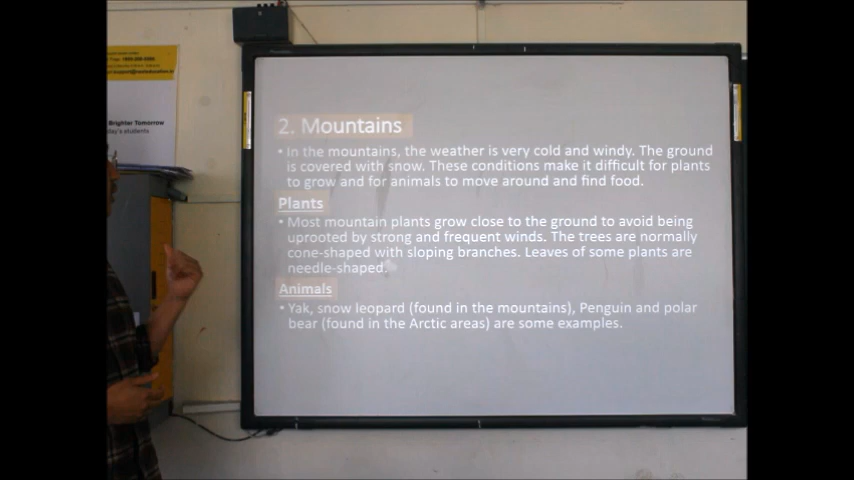 Brighter Tomorrow
day's students
2. Mountains
• In the mountains, the weather is very cold and windy. The ground
is covered with snow. These conditions make it difficult for plants
to grow and for animals to move around and find food.
Plants
• Most mountain plants grow close to the ground to avoid being
uprooted by strong and frequent winds. The trees are normally
cone-shaped with sloping branches. Leaves of some plants are
needle-shaped.
Animals
• Yak, snow leopard (found in the mountains), Penguin and polar
bear (found in the Arctic areas) are some examples.